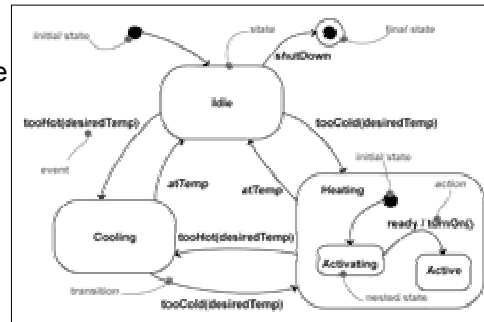 initial state
state
final state
shutDown
e
Idle
tooHot(desiredTemp)
tooCold(desiredTemp)
event
initial state
atTemp
atTemp
Heating
action
ready / turnOn()
Cooling
tooHot(desiredTemp)
Activating
Active
transition
tooCold(desiredTemp)
nested state